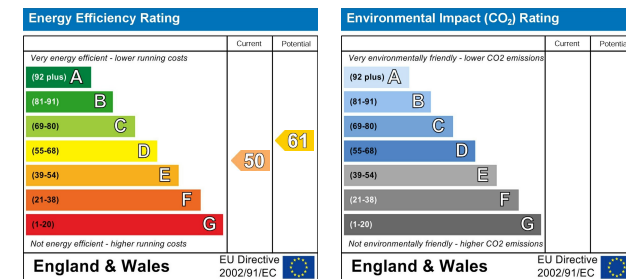 Energy Efficiency Rating
Current Potential
Very energy efficient - lower running costs
(92 plus) A
(81-91) B
(69-80) C
(55-68) D
(39-54) E
(21-38) F
(1-20) G
61
50
Not energy efficient - higher running costs
England & Wales
EU Directive
2002/91/EC
Environmental Impact (CO₂) Rating
Current Potentia
Very environmentally friendly - lower CO2 emissions
(92 plus) A
(81-91) B
(69-80) C
(55-68) D
(39-54) E
(21-38) F
(1-20) G
Not environmentally friendly - higher CO2 emissions
England & Wales
EU Directive
2002/91/EC